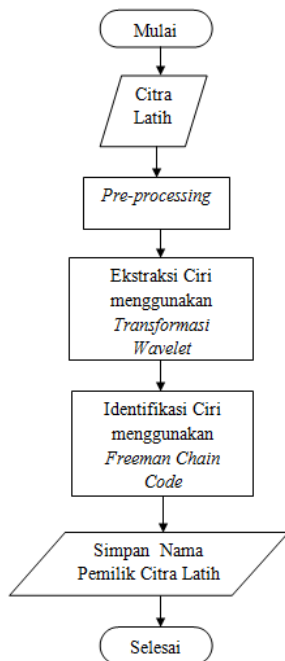 Mulai
Citra
Latih
Pre-processing
Ekstraksi Ciri
menggunakan
Transformasi
Wavelet
Identifikasi Ciri
menggunakan
Freeman Chain
Code
Simpan Nama
Pemilik Citra Latih
Selesai